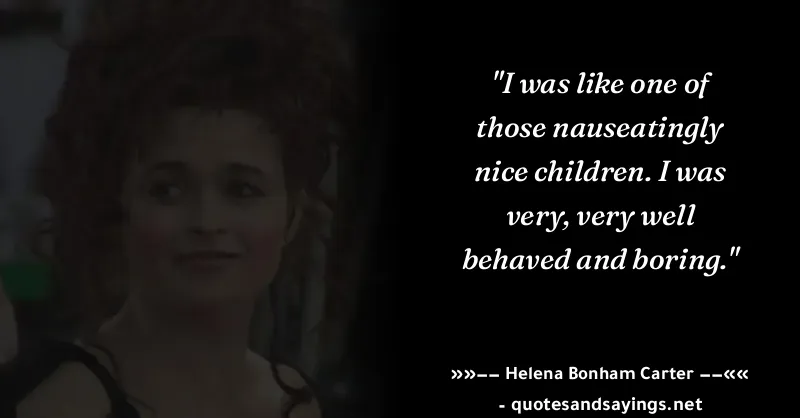 "I was like one of
those nauseatingly
nice children. I was
very, very well
behaved and boring."
»»−− Helena Bonham Carter −−««
- quotesandsayings.net